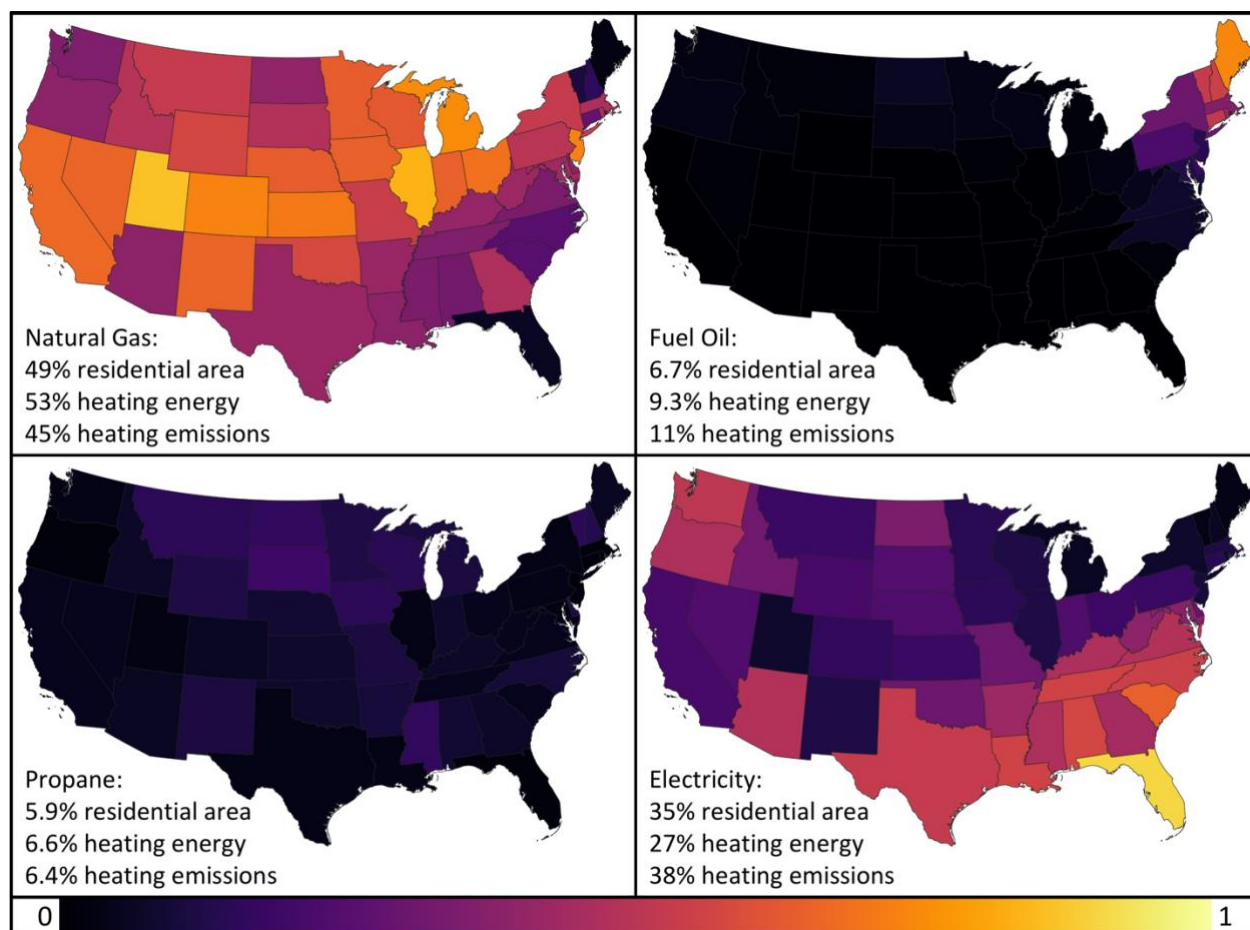 Natural Gas:
49% residential area
53% heating energy
45% heating emissions
Fuel Oil:
6.7% residential area
9.3% heating energy
11% heating emissions
Propane:
5.9% residential area
6.6% heating energy
6.4% heating emissions
Electricity:
35% residential area
27% heating energy
38% heating emissions
0 1